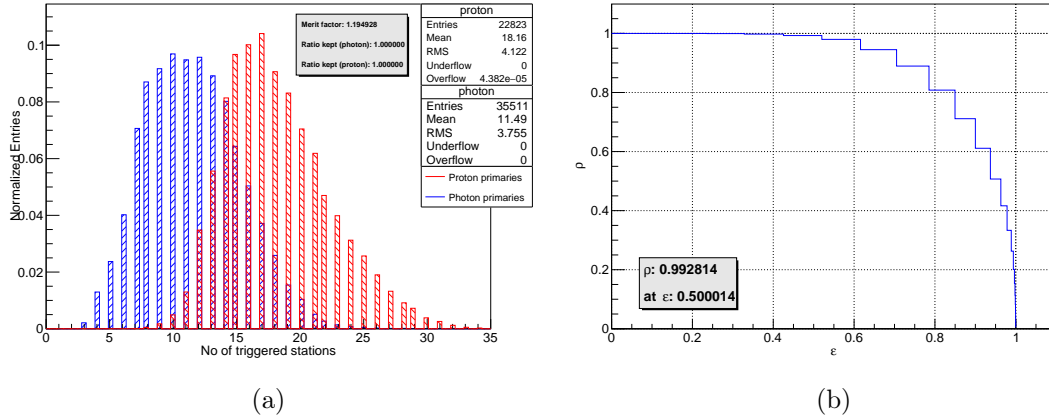 proton
Entries 22823
Mean 18.16
RMS 4.122
Underflow 0
Overflow 4.382e−05
photon
Entries 35511
Mean 11.49
RMS 3.755
Underflow 0
Overflow 0
Proton primaries
Photon primaries
Merit factor: 1.194928
Ratio kept (photon): 1.000000
Ratio kept (proton): 1.000000
Normalized Entries
0.1
0.08
0.06
0.04
0.02
0
0 5 10 15 20 25 30 35
No of triggered stations
(a)
ρ
1
0.8
0.6
0.4
0.2
0 0.2 0.4 0.6 0.8 1
ε
ρ: 0.992814
at ε: 0.500014
(b)